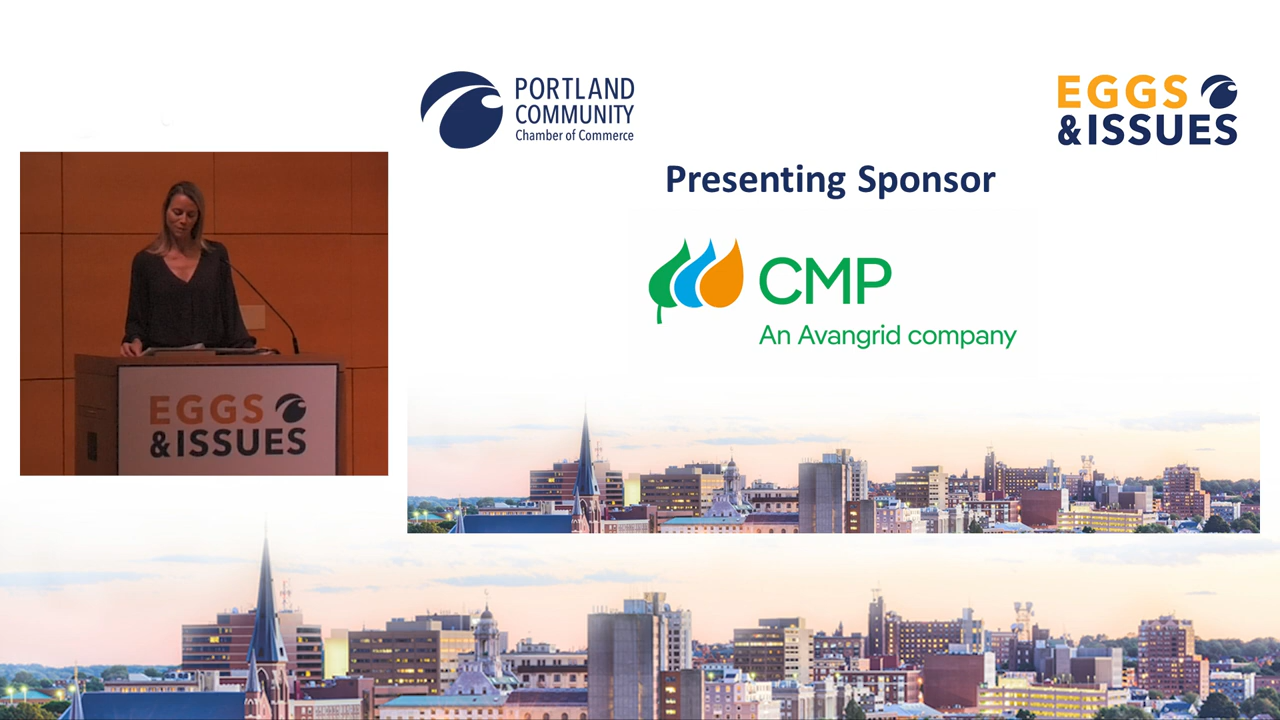 PORTLAND
COMMUNITY
Chamber of Commerce
EGGS
&ISSUES
Presenting Sponsor
CMP
An Avangrid company
EGGS
&ISSUES